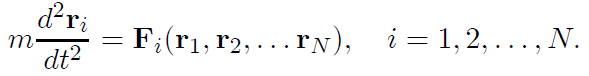 m d²𝐫ᵢ/dt² = 𝐅ᵢ(𝐫₁, 𝐫₂, … 𝐫_N), i = 1, 2, …, N.